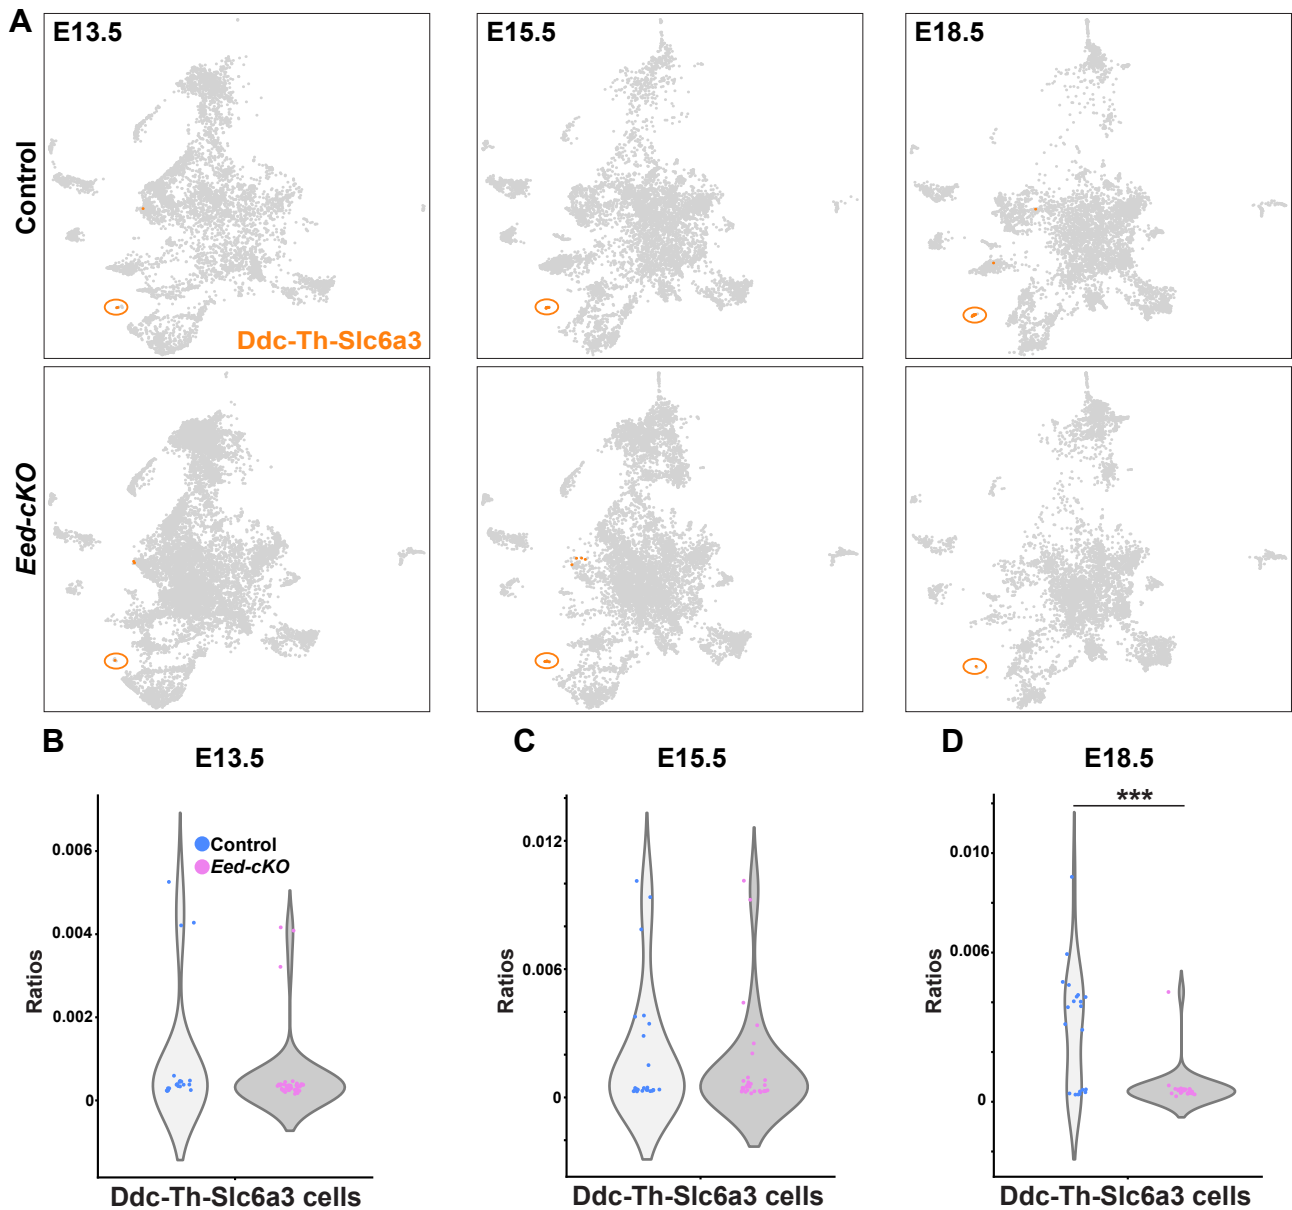 A
E13.5
E15.5
E18.5
Control
Ddc-Th-Slc6a3
Eed-cKO
B
E13.5
C
E15.5
D
E18.5
Control
Eed-cKO
Ratios
0.006
0.004
0.002
0
Ddc-Th-Slc6a3 cells
Ratios
0.012
0.006
0
Ddc-Th-Slc6a3 cells
***
Ratios
0.010
0.006
0
Ddc-Th-Slc6a3 cells